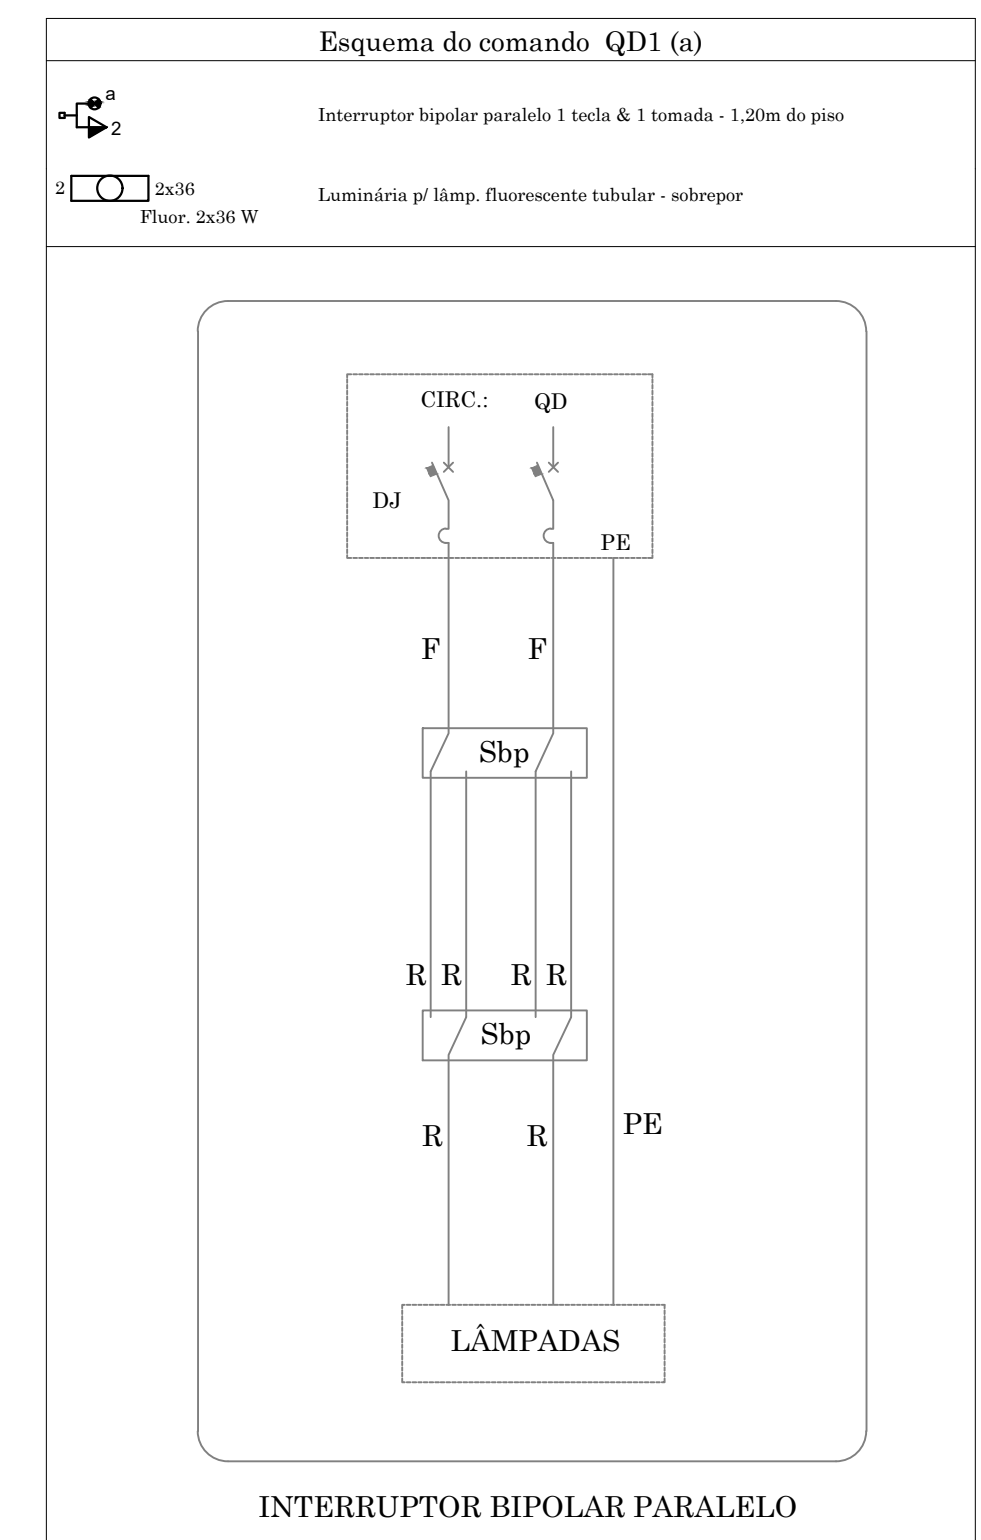 Esquema do comando QD1 (a)
a
2
Interruptor bipolar paralelo 1 tecla & 1 tomada - 1,20m do piso
2
2x36
Fluor. 2x36 W
Luminária p/ lâmp. fluorescente tubular - sobrepor
CIRC.: QD
DJ
PE
F F
Sbp
R R R R
Sbp
R R
PE
LÂMPADAS
INTERRUPTOR BIPOLAR PARALELO